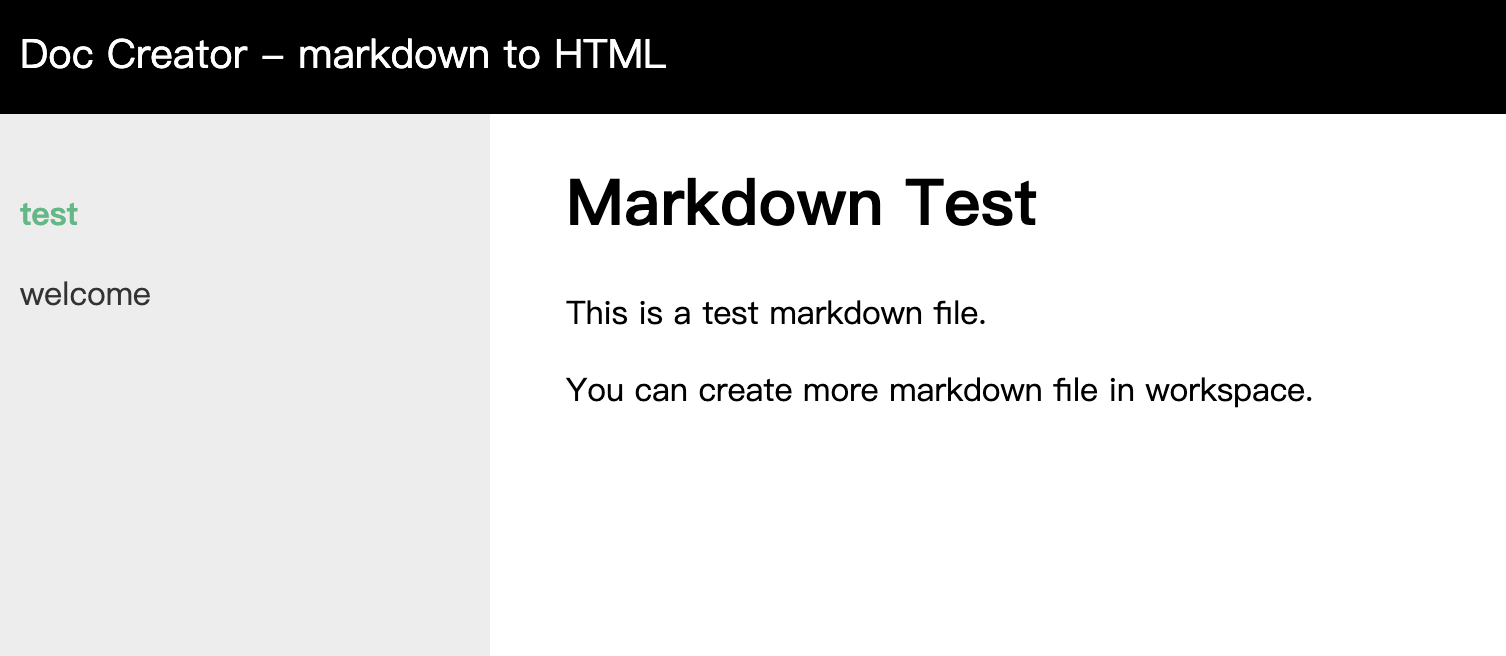 Doc Creator – markdown to HTML
test
welcome
Markdown Test
This is a test markdown file.
You can create more markdown file in workspace.